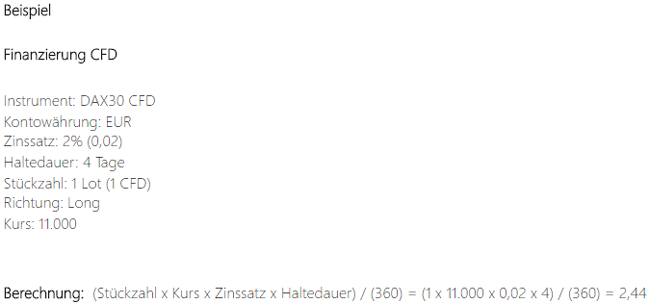 Beispiel
Finanzierung CFD
Instrument: DAX30 CFD
Kontowährung: EUR
Zinssatz: 2% (0,02)
Haltedauer: 4 Tage
Stückzahl: 1 Lot (1 CFD)
Richtung: Long
Kurs: 11.000
Berechnung: (Stückzahl x Kurs x Zinssatz x Haltedauer) / (360) = (1 x 11.000 x 0,02 x 4) / (360) = 2,44